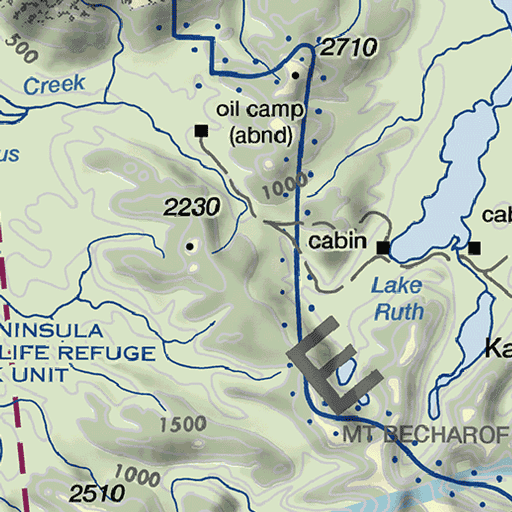 500
2710
Creek
oil camp
(abnd)
us
1000
2230
cabin
cab
Lake
Ruth
NINSULA
LIFE REFUGE
K UNIT
E
Ka
1500
MT BECHAROF
1000
2510